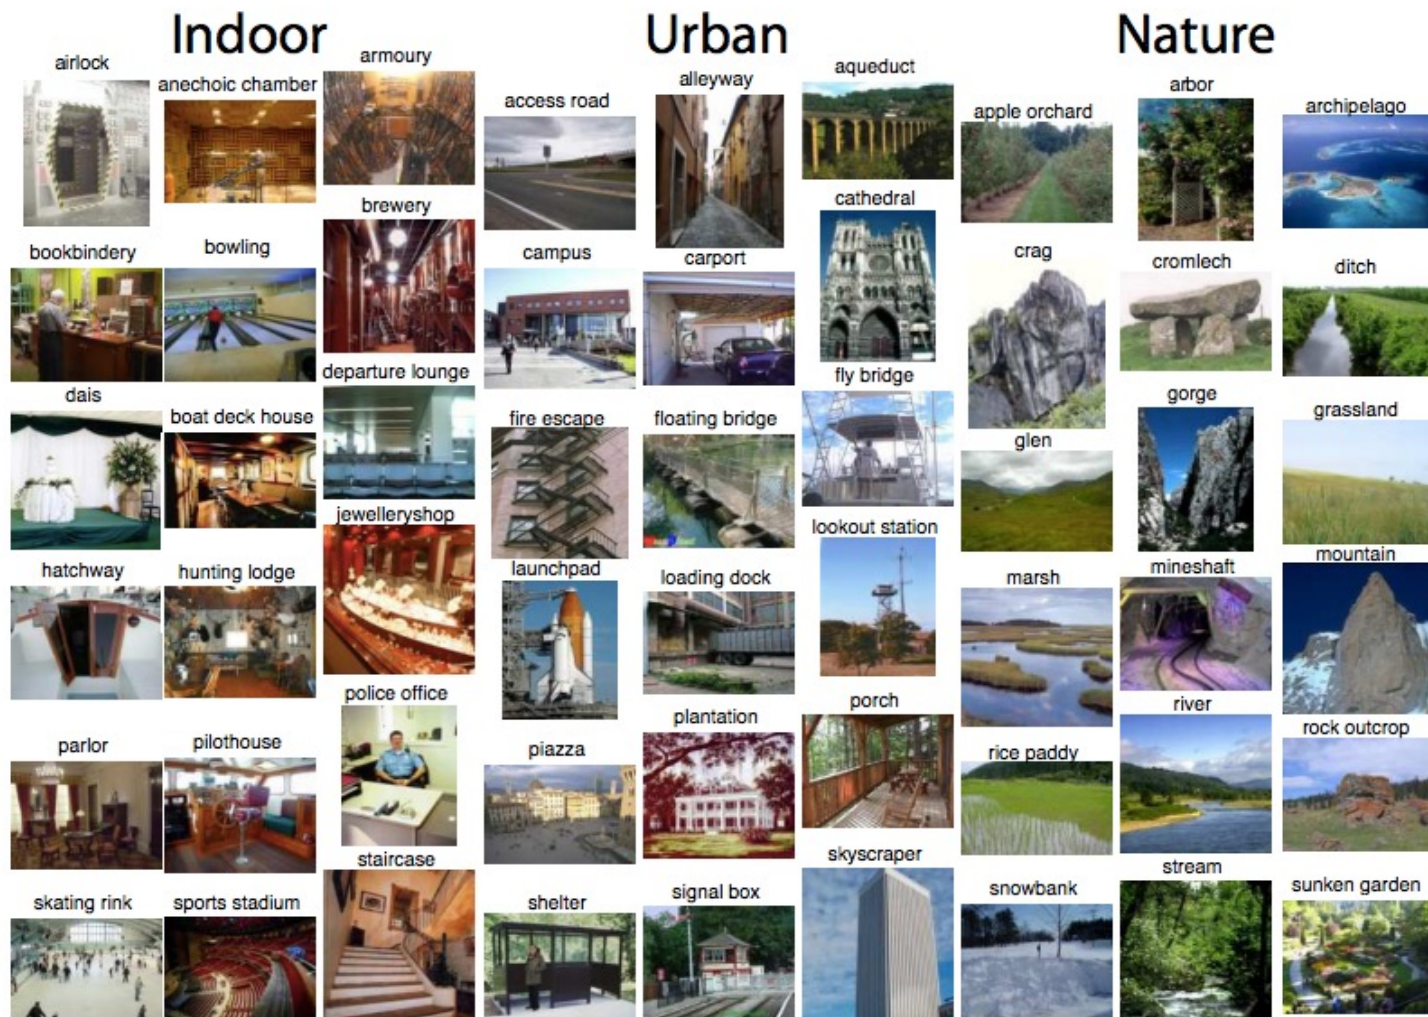 Indoor
Urban
Nature
airlock
anechoic chamber
armoury
access road
alleyway
aqueduct
apple orchard
arbor
archipelago
bookbindery
bowling
brewery
campus
carport
cathedral
crag
cromlech
ditch
dais
boat deck house
departure lounge
fire escape
floating bridge
fly bridge
glen
gorge
grassland
hatchway
hunting lodge
jewelleryshop
launchpad
loading dock
lookout station
marsh
mineshaft
mountain
parlor
pilothouse
police office
piazza
plantation
porch
rice paddy
river
rock outcrop
skating rink
sports stadium
staircase
shelter
signal box
skyscraper
snowbank
stream
sunken garden